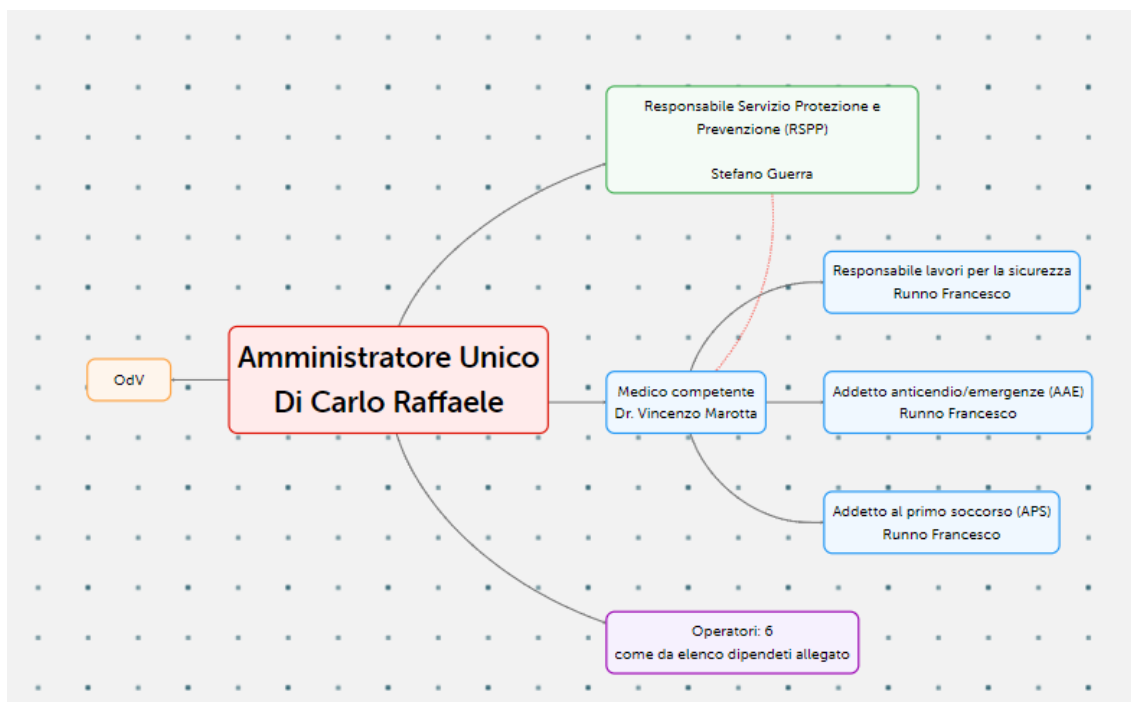 Responsabile Servizio Protezione e
Prevenzione (RSPP)
Stefano Guerra
Responsabile lavori per la sicurezza
Runno Francesco
Amministratore Unico
Di Carlo Raffaele
OdV
Medico competente
Dr. Vincenzo Marotta
Addetto anticendio/emergenze (AAE)
Runno Francesco
Addetto al primo soccorso (APS)
Runno Francesco
Operatori: 6
come da elenco dipendeti allegato